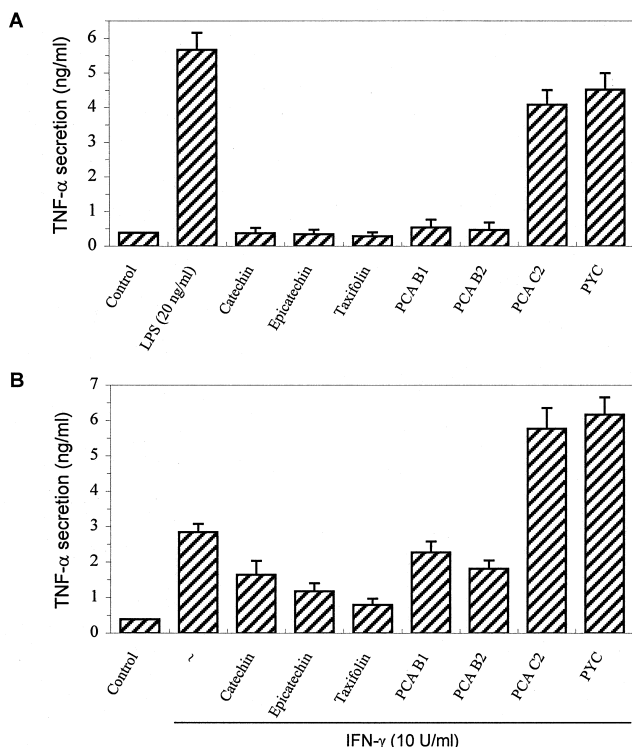 A
TNF-α secretion (ng/ml)
6
5
4
3
2
1
0
Control
LPS (20 ng/ml)
Catechin
Epicatechin
Taxifolin
PCA B1
PCA B2
PCA C2
PYC
B
TNF-α secretion (ng/ml)
7
6
5
4
3
2
1
0
Control
~
Catechin
Epicatechin
Taxifolin
PCA B1
PCA B2
PCA C2
PYC
IFN-γ (10 U/ml)